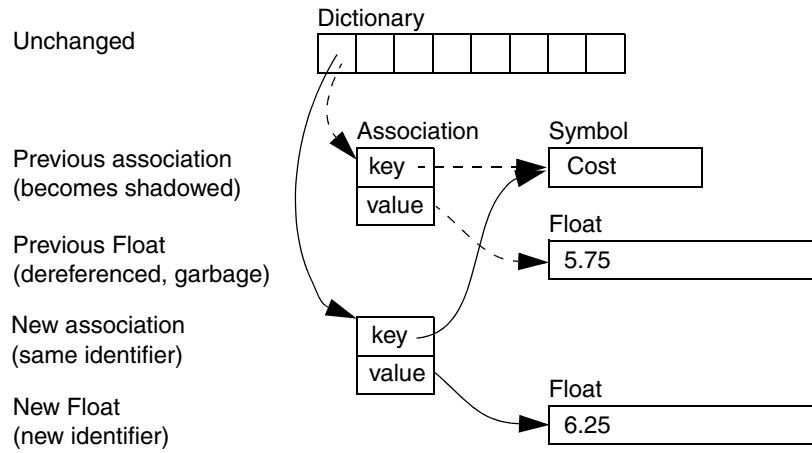 Dictionary
Unchanged
Association
Symbol
Previous association
(becomes shadowed)
key
Cost
value
Previous Float
(dereferenced, garbage)
Float
5.75
New association
(same identifier)
key
value
New Float
(new identifier)
Float
6.25